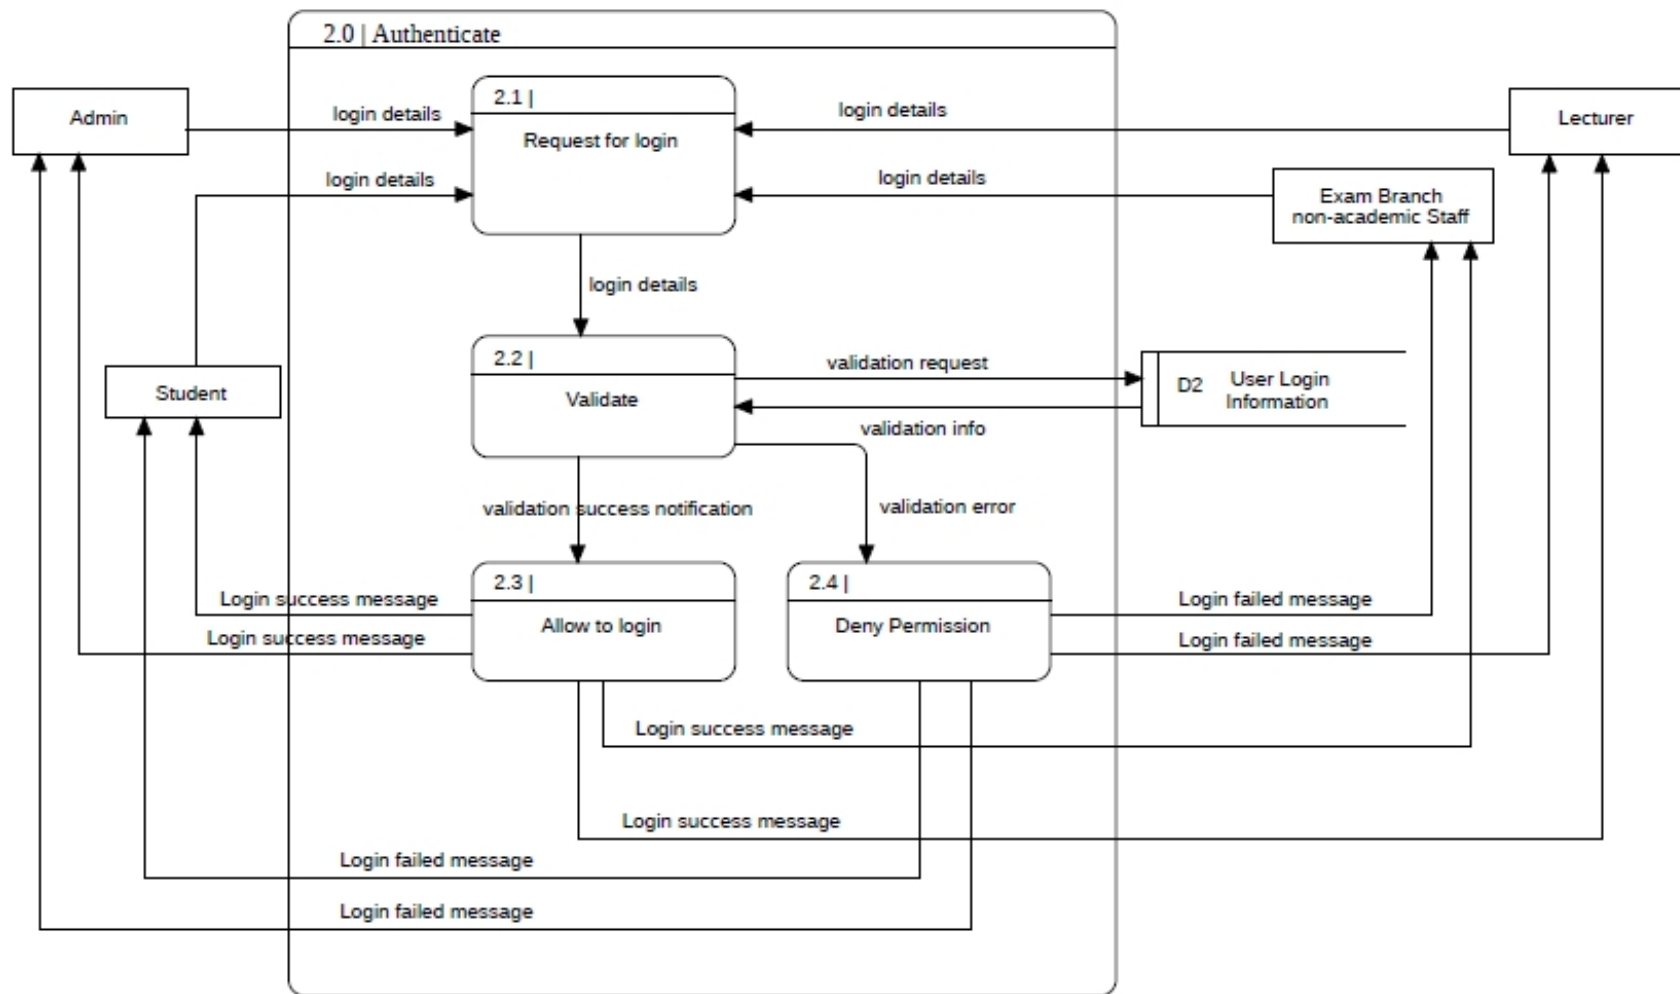 2.0 | Authenticate
Admin
login details
2.1 |
Request for login
login details
Lecturer
login details
login details
Exam Branch
non-academic Staff
login details
Student
2.2 |
Validate
validation request
D2
User Login
Information
validation info
validation success notification
validation error
Login success message
Login success message
2.3 |
Allow to login
2.4 |
Deny Permission
Login failed message
Login failed message
Login success message
Login success message
Login failed message
Login failed message